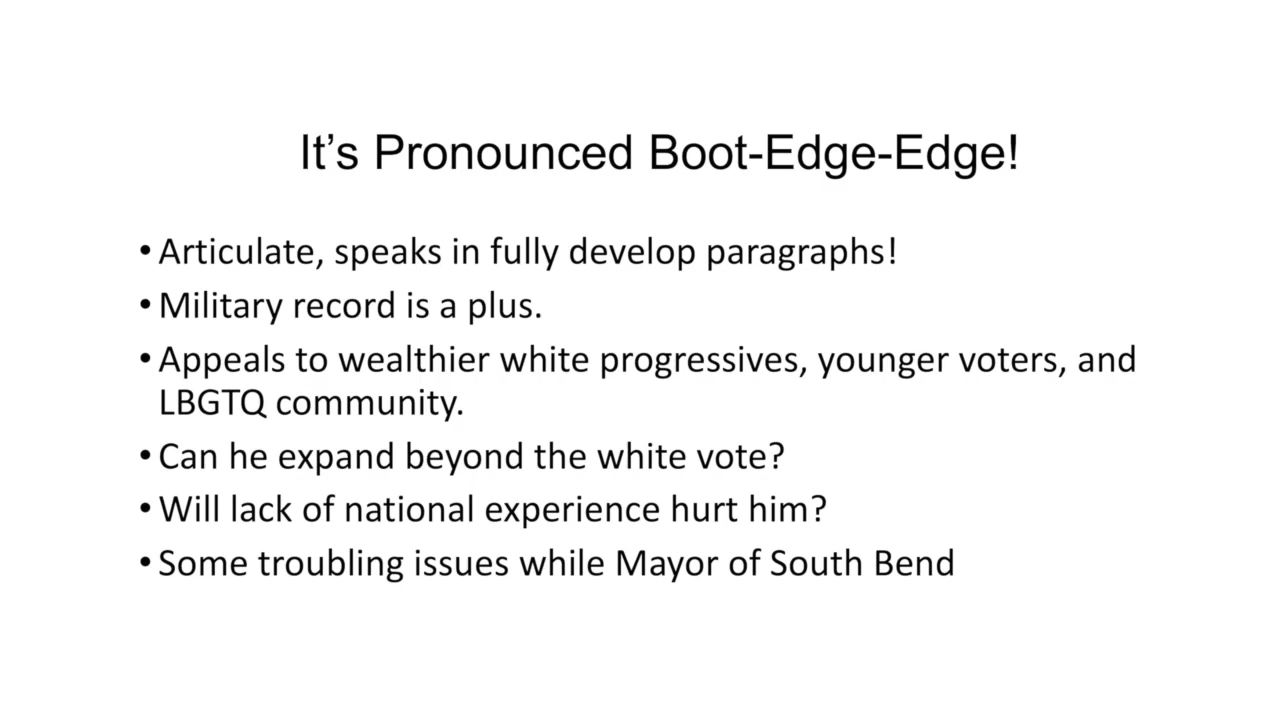 It’s Pronounced Boot-Edge-Edge!
• Articulate, speaks in fully develop paragraphs!
• Military record is a plus.
• Appeals to wealthier white progressives, younger voters, and
LBGTQ community.
• Can he expand beyond the white vote?
• Will lack of national experience hurt him?
• Some troubling issues while Mayor of South Bend